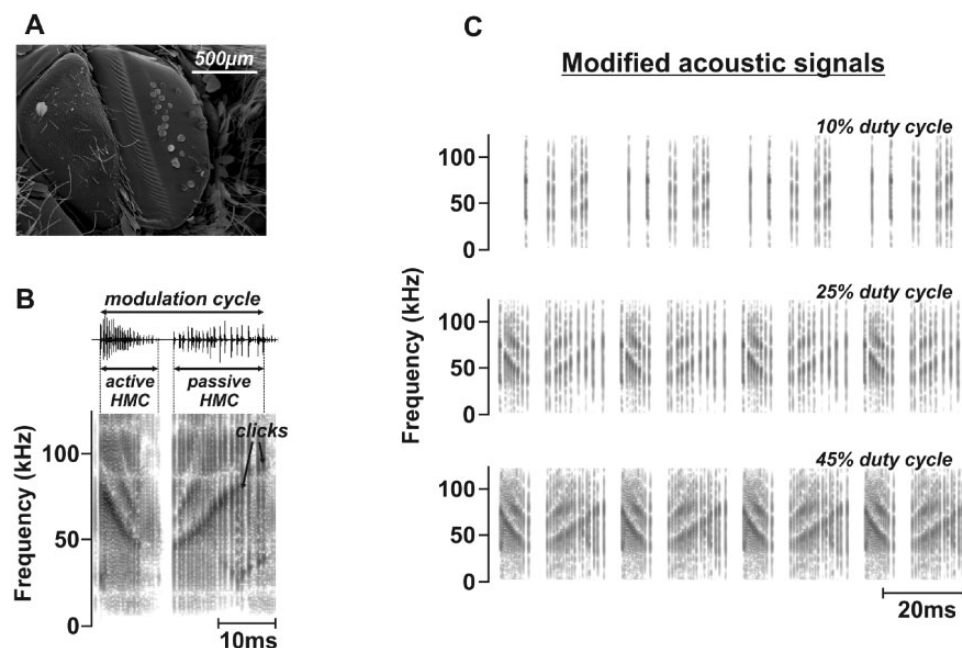 A
500µm
B
modulation cycle
active
HMC
passive
HMC
clicks
Frequency (kHz)
100
50
0
10ms
C
Modified acoustic signals
10% duty cycle
100
50
0
25% duty cycle
100
50
0
45% duty cycle
100
50
0
Frequency (kHz)
20ms